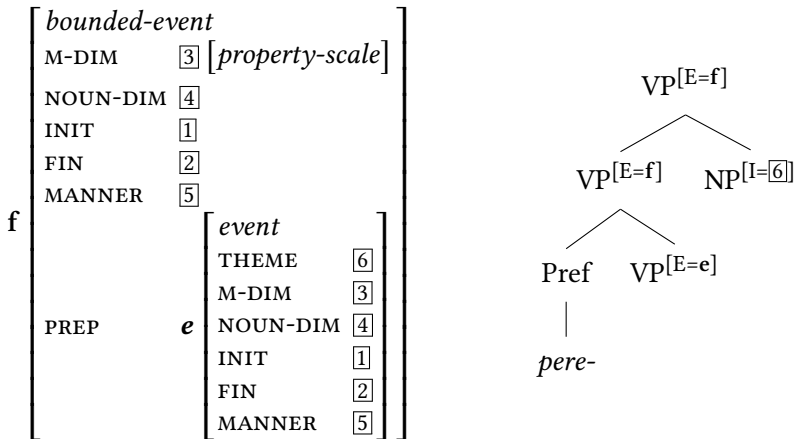 bounded-event
M-DIM 3 [property-scale]
NOUN-DIM 4
INIT 1
FIN 2
MANNER 5
f
event
THEME 6
M-DIM 3
PREP e NOUN-DIM 4
INIT 1
FIN 2
MANNER 5
VP[E=f]
VP[E=f] NP[I=6]
Pref VP[E=e]
pere-